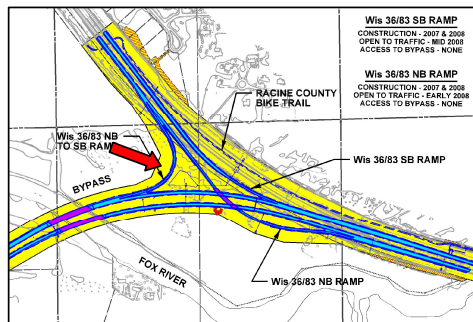 Wis 36/83 SB RAMP
CONSTRUCTION - 2007 & 2008
OPEN TO TRAFFIC - MID 2008
ACCESS TO BYPASS - NONE
Wis 36/83 NB RAMP
CONSTRUCTION - 2007 & 2008
OPEN TO TRAFFIC - EARLY 2008
ACCESS TO BYPASS - NONE
RACINE COUNTY
BIKE TRAIL
Wis 36/83 NB
TO SB RAMP
Wis 36/83 SB RAMP
BYPASS
FOX RIVER
Wis 36/83 NB RAMP